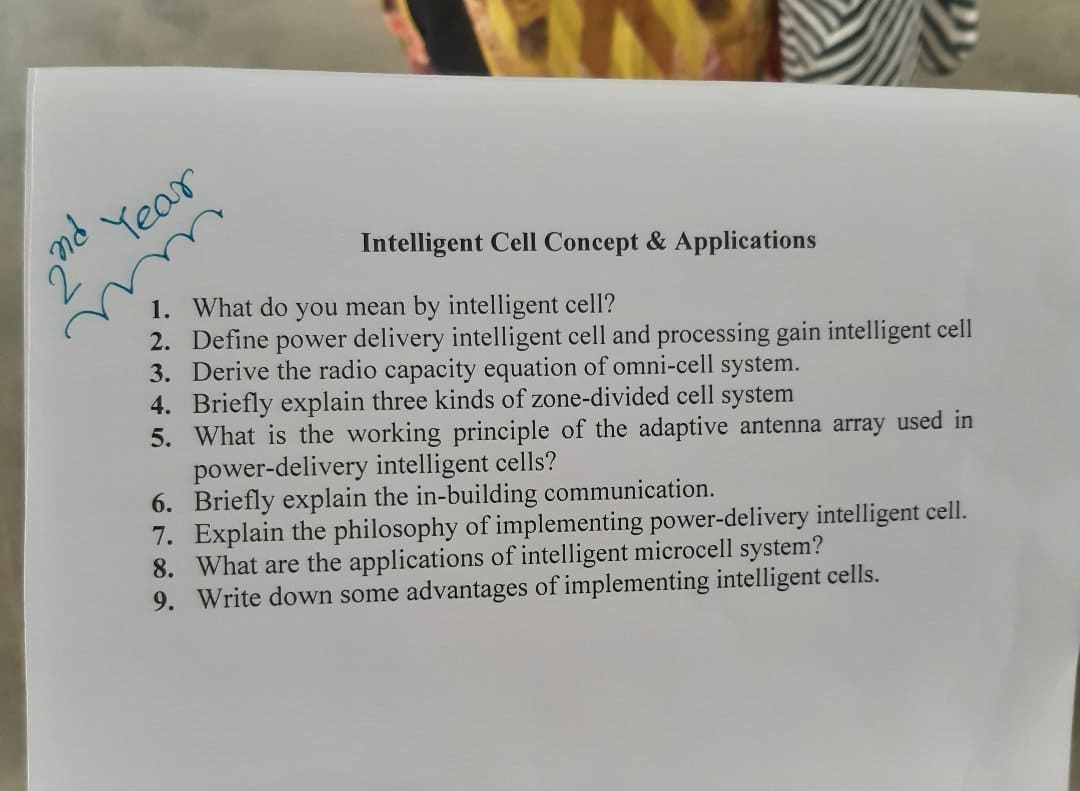 2nd Year
Intelligent Cell Concept & Applications
1. What do you mean by intelligent cell?
2. Define power delivery intelligent cell and processing gain intelligent cell
3. Derive the radio capacity equation of omni-cell system.
4. Briefly explain three kinds of zone-divided cell system
5. What is the working principle of the adaptive antenna array used in
power-delivery intelligent cells?
6. Briefly explain the in-building communication.
7. Explain the philosophy of implementing power-delivery intelligent cell.
8. What are the applications of intelligent microcell system?
9. Write down some advantages of implementing intelligent cells.